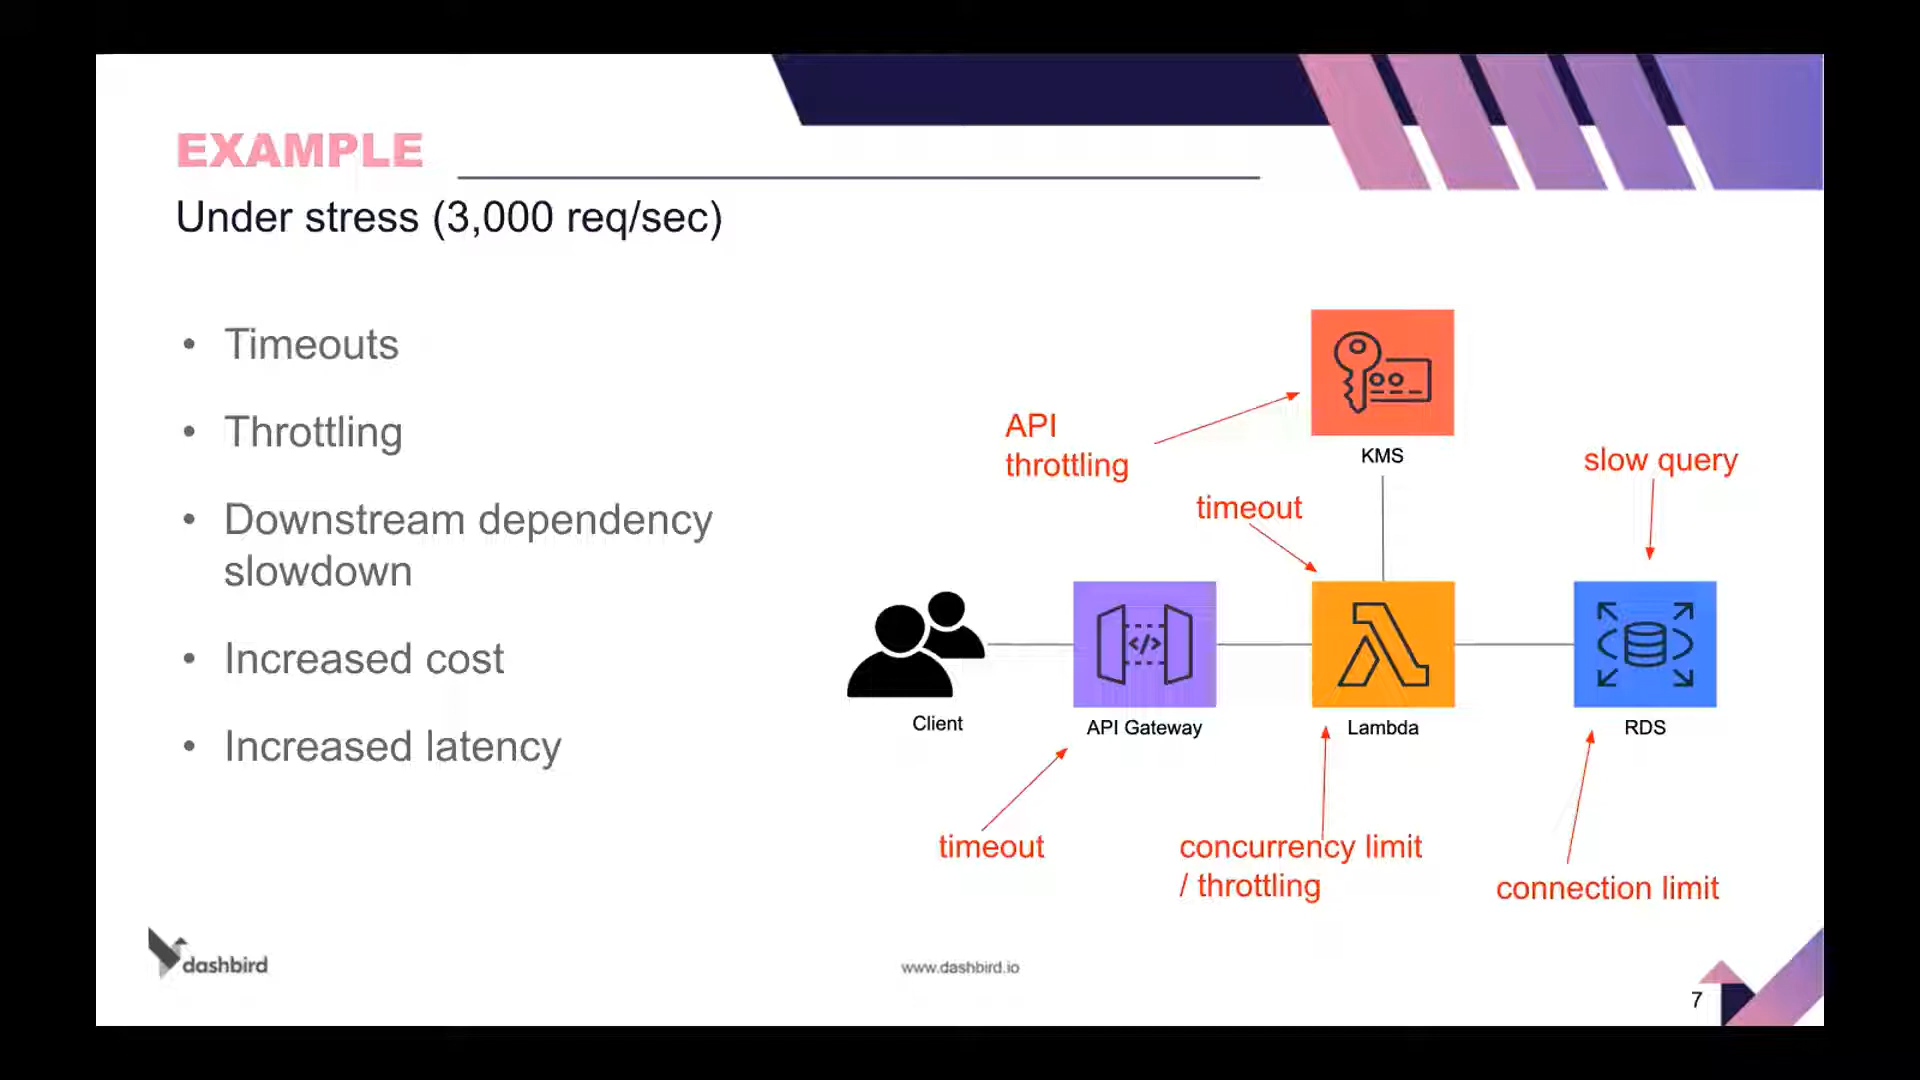 EXAMPLE
Under stress (3,000 req/sec)
• Timeouts
• Throttling
• Downstream dependency
slowdown
• Increased cost
• Increased latency
API
throttling
KMS
slow query
timeout
Client
API Gateway
Lambda
RDS
timeout
concurrency limit
/ throttling
connection limit
dashbird
www.dashbird.io
7